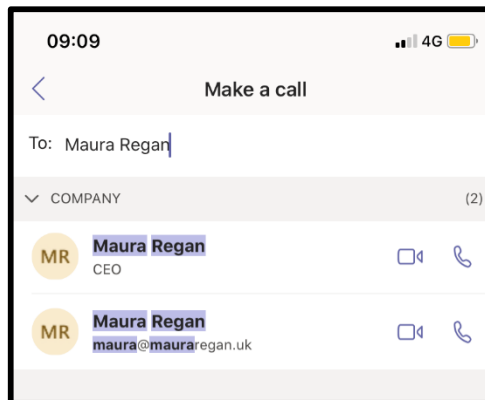 09:09 4G
Make a call
To: Maura Regan
COMPANY (2)
MR Maura Regan
CEO
MR Maura Regan
maura@mauraregan.uk